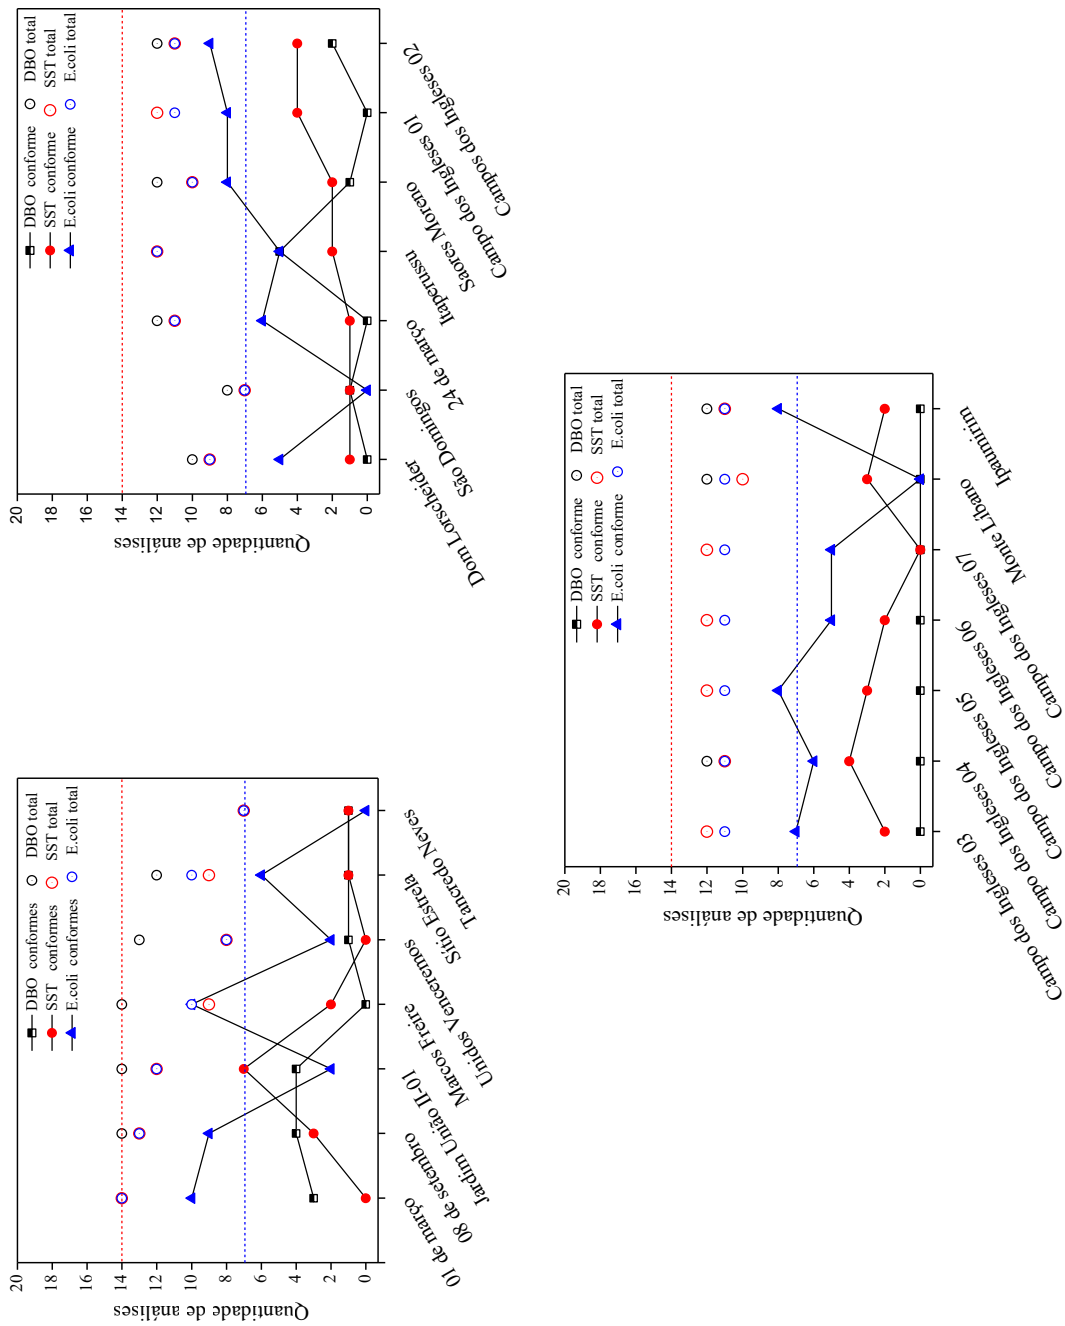 Quantidade de análises
20
18
16
14
12
10
8
6
4
2
0
DBO conformes
SST conformes
E.coli conformes
DBO total
SST total
E.coli total
01 de março
08 de setembro
Jardim União II-01
Marcos Freire
Unidos Venceremos
Sítio Estrela
Tancredo Neves
Quantidade de análises
20
18
16
14
12
10
8
6
4
2
0
DBO conforme
SST conforme
E.coli conforme
DBO total
SST total
E.coli total
Dom Lorscheider
São Domingos
24 de março
Itaperussu
Saores Moreno
Campo dos Ingleses 01
Campos dos Ingleses 02
Quantidade de análises
20
18
16
14
12
10
8
6
4
2
0
DBO conforme
SST conforme
E.coli conforme
DBO total
SST total
E.coli total
Campo dos Ingleses 03
Campo dos Ingleses 04
Campo dos Ingleses 05
Campo dos Ingleses 06
Campo dos Ingleses 07
Monte Líbano
Ipaumirim